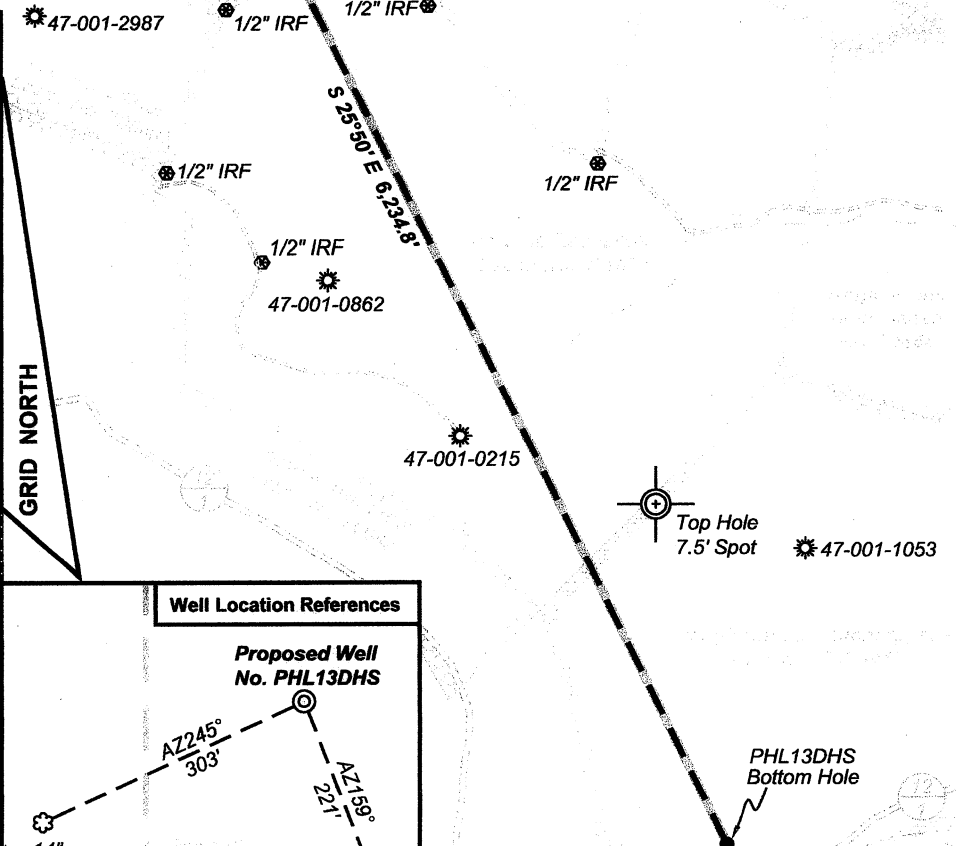 47-001-2987
1/2" IRF
1/2" IRF
S 25°50' E 6,234.8'
1/2" IRF
1/2" IRF
1/2" IRF
47-001-0862
GRID NORTH
47-001-0215
Top Hole
7.5' Spot
47-001-1053
Well Location References
Proposed Well
No. PHL13DHS
AZ245°
303'
AZ159°
221'
PHL13DHS
Bottom Hole